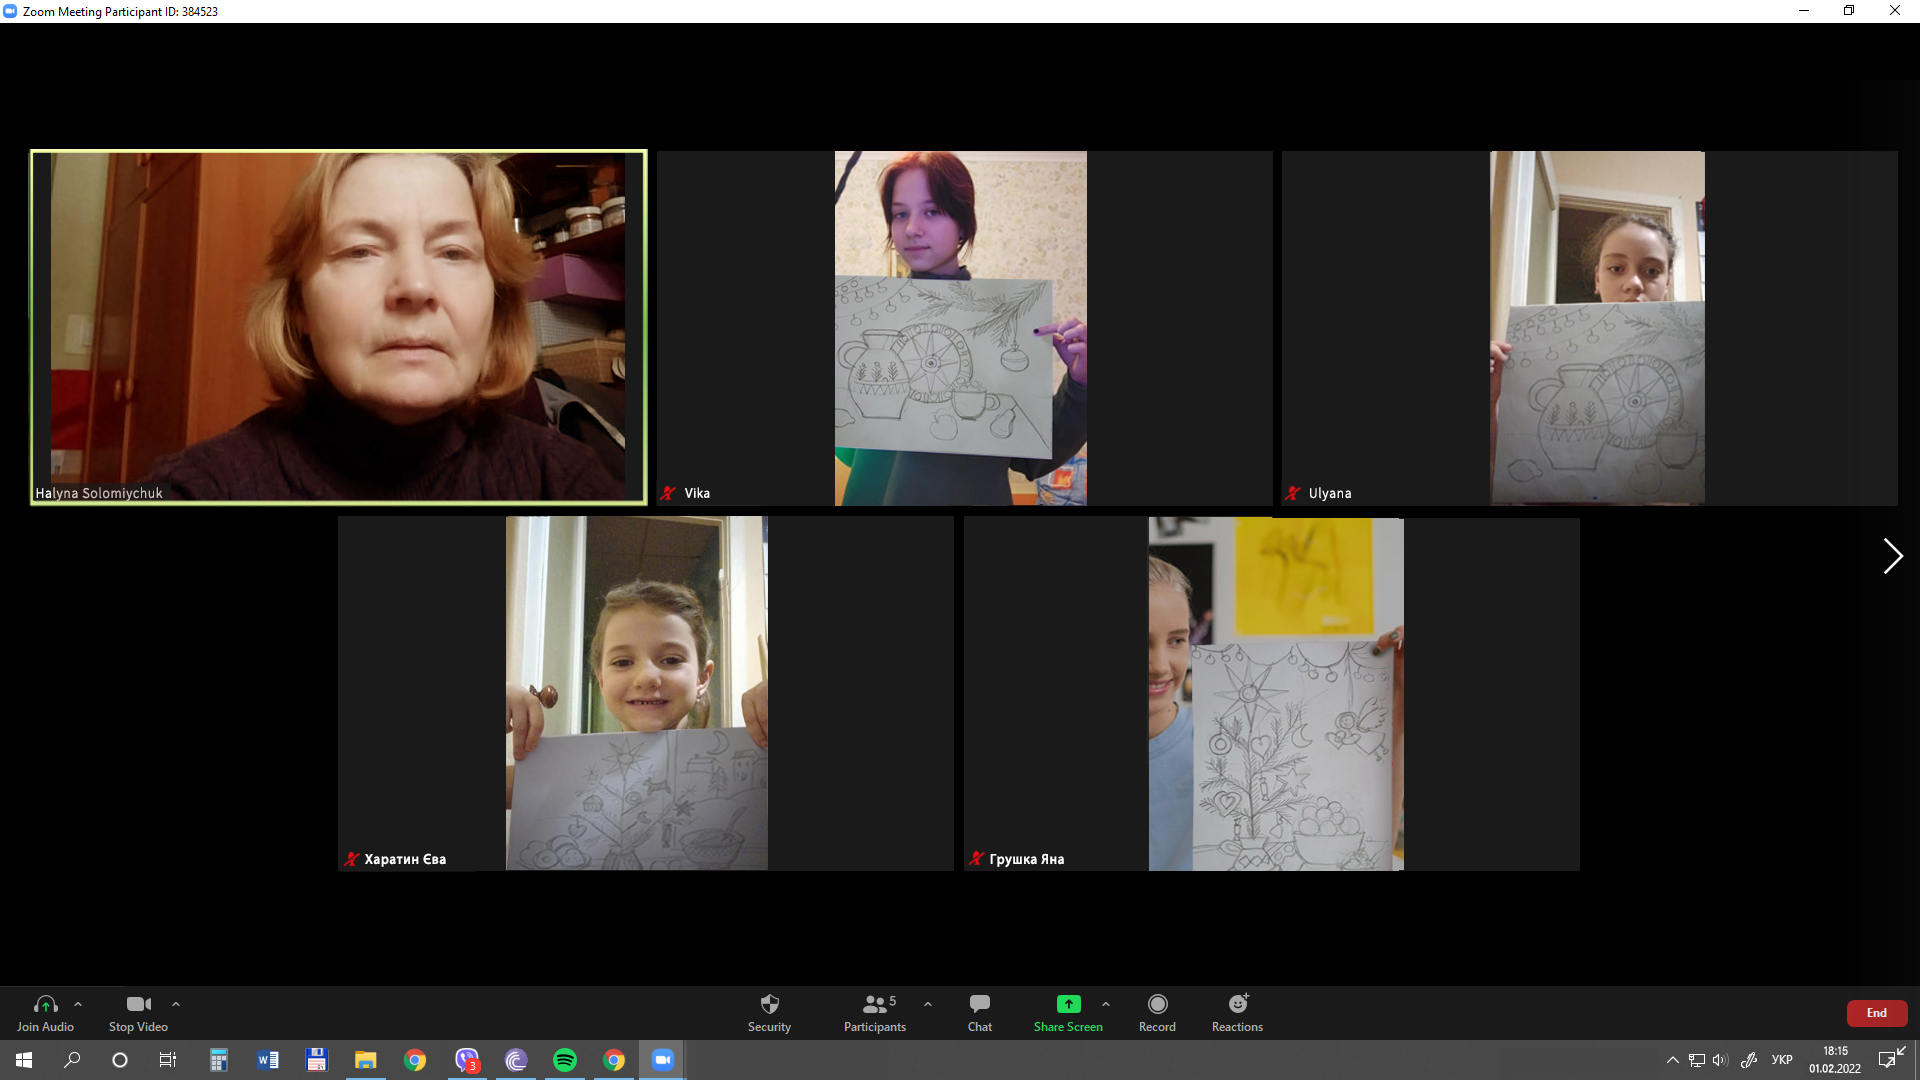 Zoom Meeting Participant ID: 384523
Halyna Solomiychuk
Vika
Ulyana
Харатин Єва
Грушка Яна
Join Audio
Stop Video
Security
5
Participants
Chat
Share Screen
Record
Reactions
End
W
3
УКР
18:15
01.02.2022